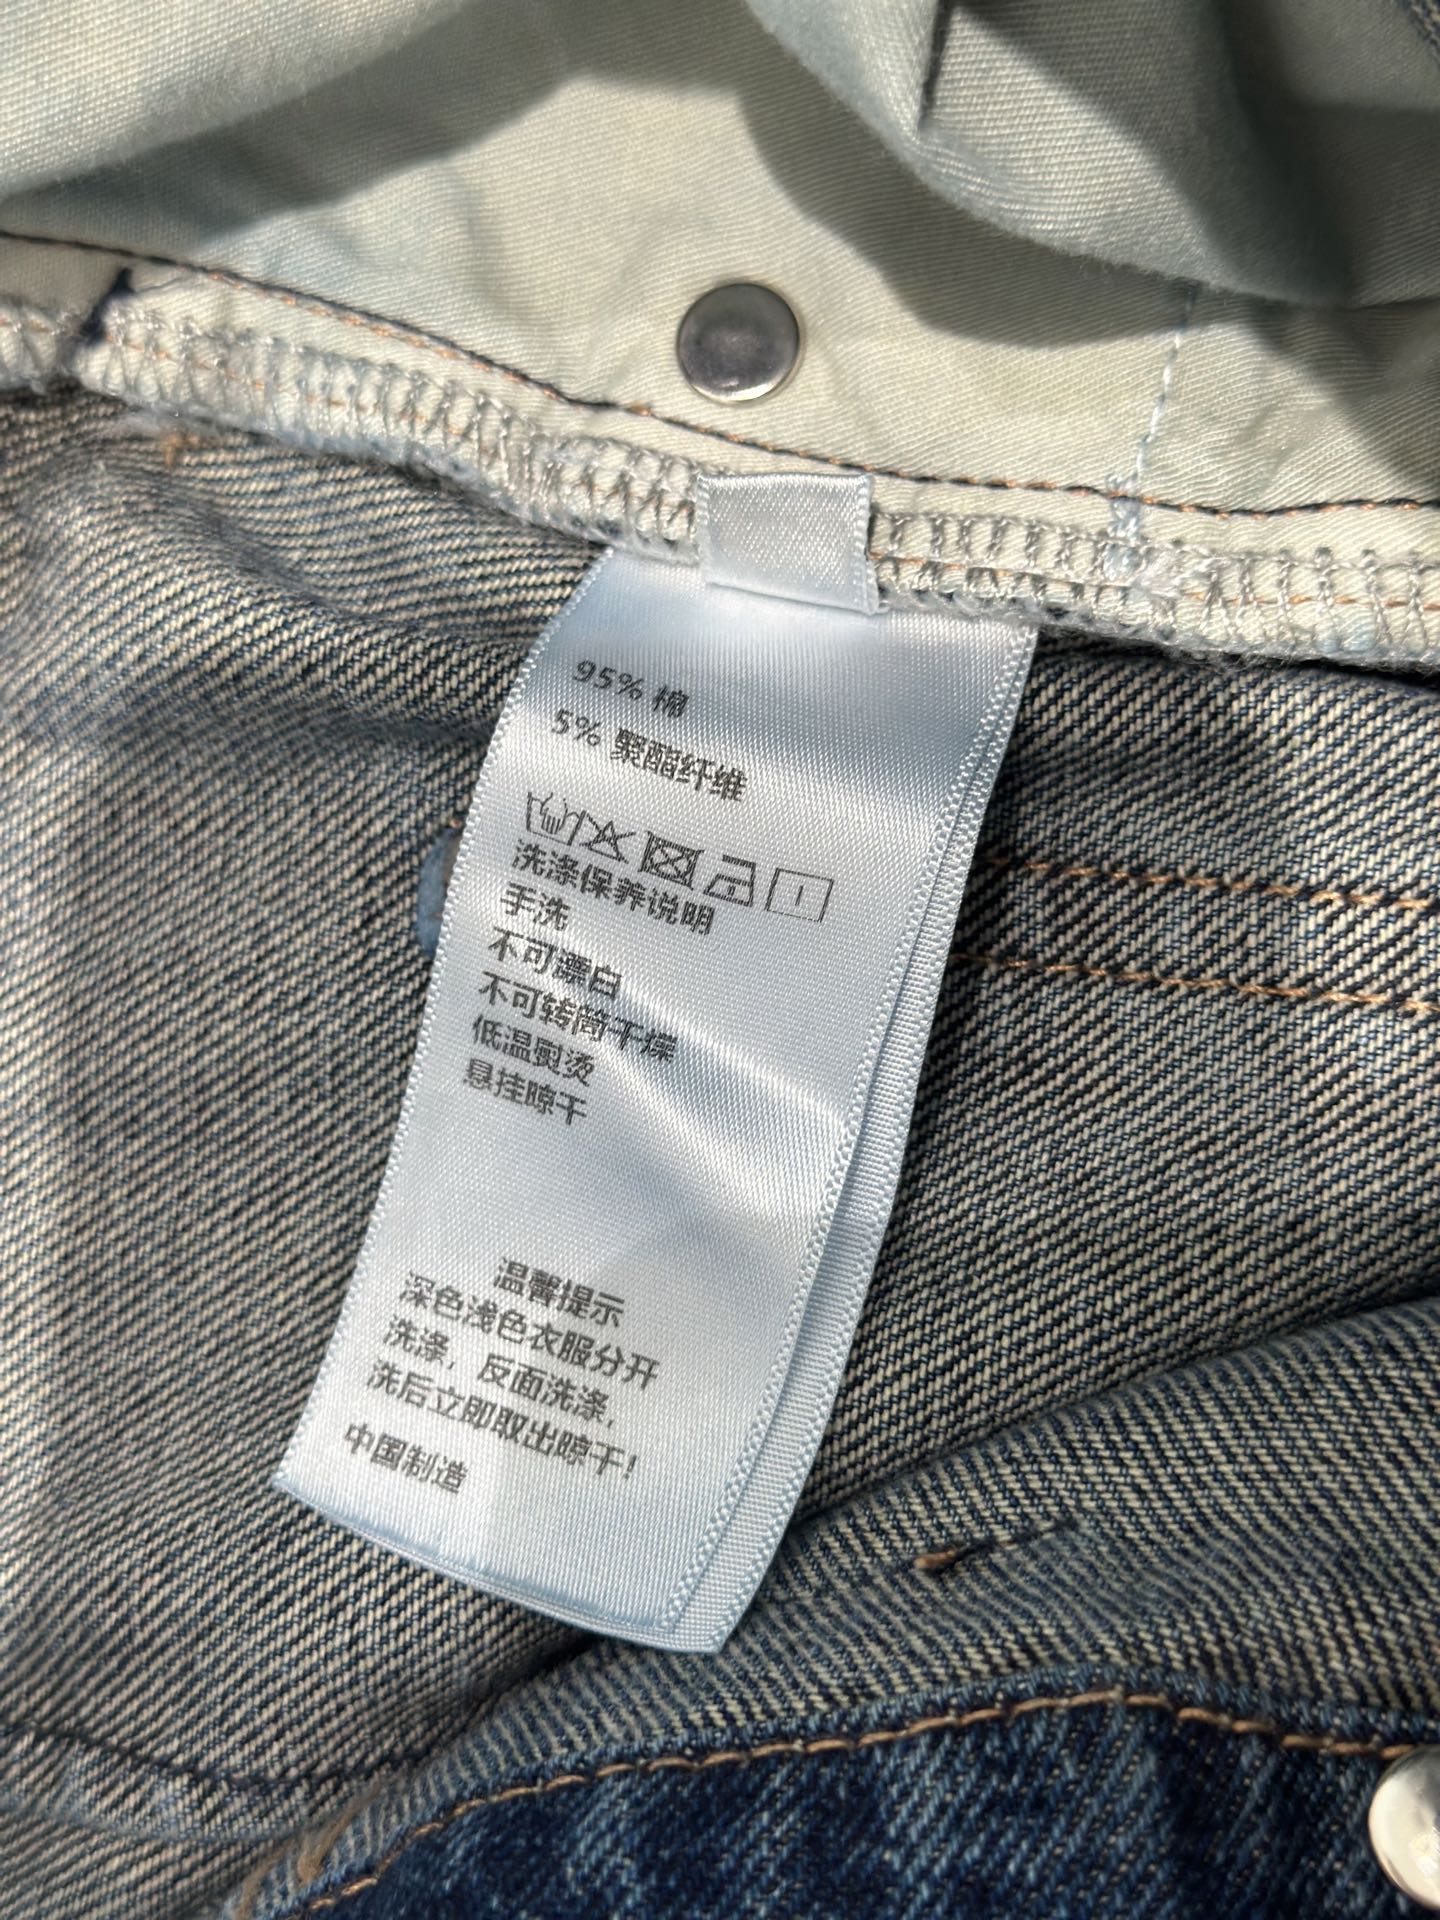 95% 棉
5% 聚酯纤维
洗涤保养说明
手洗
不可漂白
不可转筒干燥
低温熨烫
悬挂晾干
温馨提示
深色浅色衣服分开
洗涤，反面洗涤，
洗后立即取出晾干!
中国制造